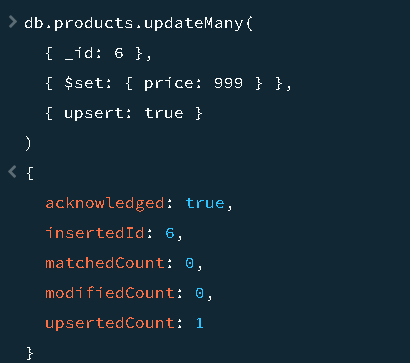 > db.products.updateMany(
{ _id: 6 },
{ $set: { price: 999 } },
{ upsert: true }
)
< {
acknowledged: true,
insertedId: 6,
matchedCount: 0,
modifiedCount: 0,
upsertedCount: 1
}